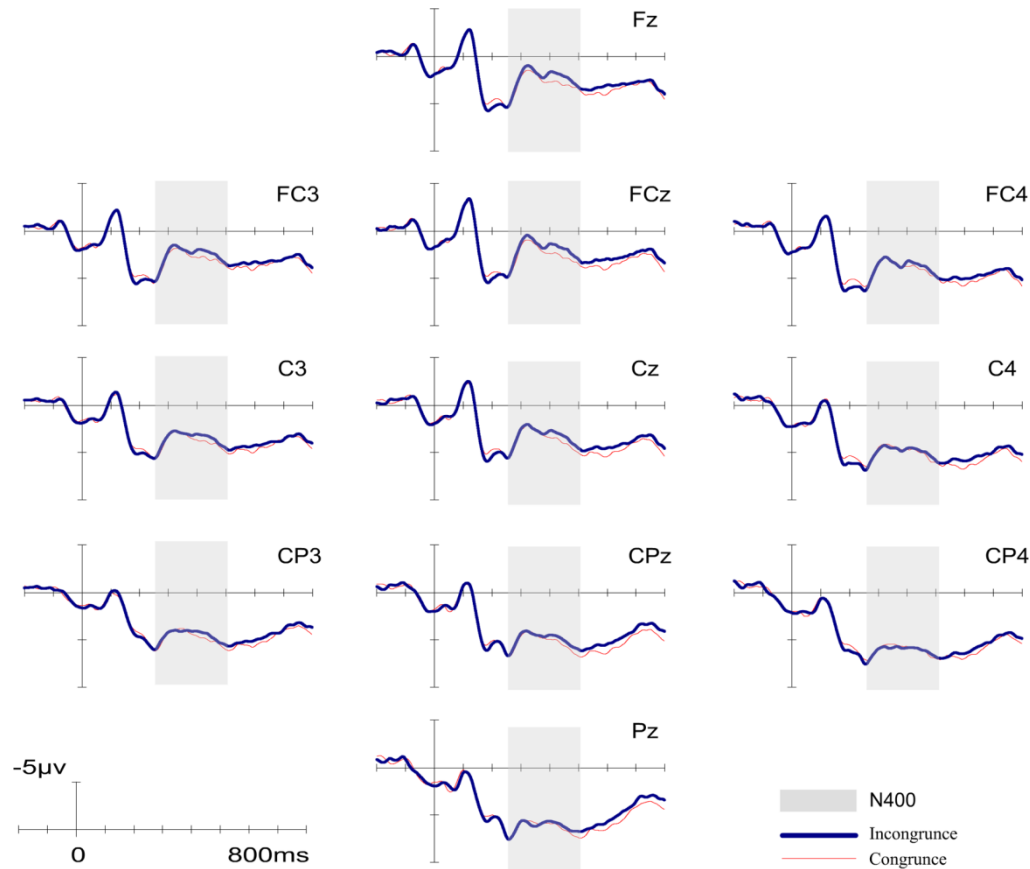 Fz
FC3
FCz
FC4
C3
Cz
C4
CP3
CPz
CP4
Pz
-5μv
0
800ms
N400
Incongrunce
Congrunce